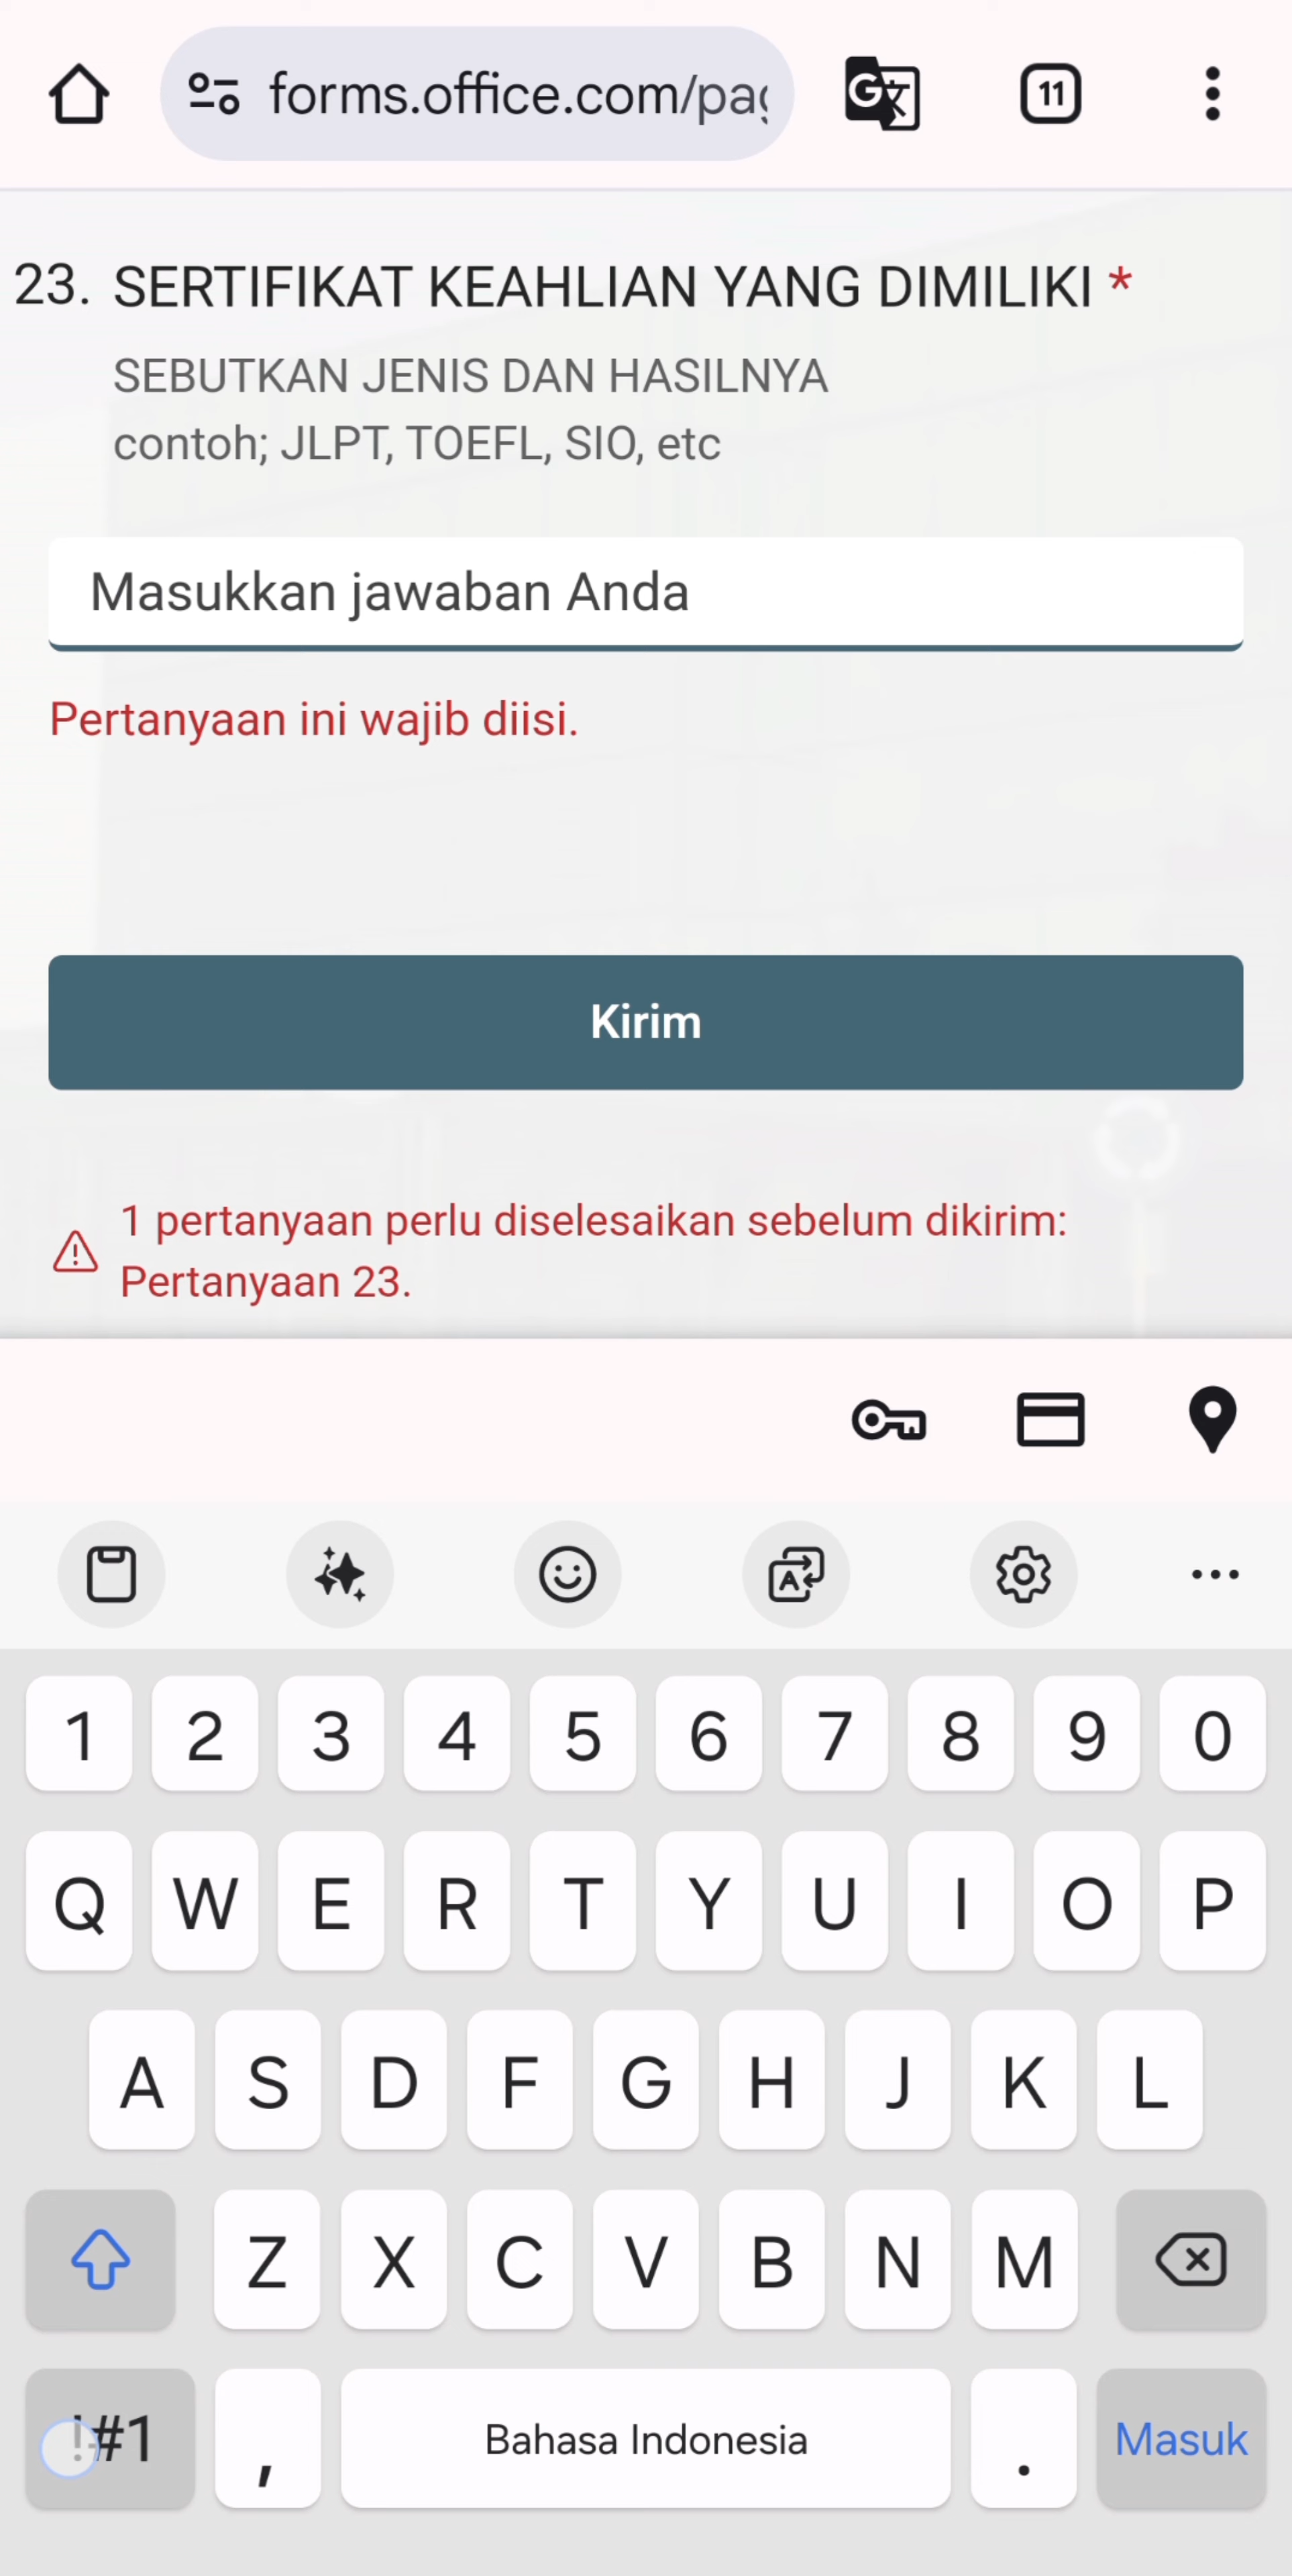 forms.office.com/pag
11
23. SERTIFIKAT KEAHLIAN YANG DIMILIKI *
SEBUTKAN JENIS DAN HASILNYA
contoh; JLPT, TOEFL, SIO, etc
Masukkan jawaban Anda
Pertanyaan ini wajib diisi.
Kirim
1 pertanyaan perlu diselesaikan sebelum dikirim:
Pertanyaan 23.
1 2 3 4 5 6 7 8 9 0
Q W E R T Y U I O P
A S D F G H J K L
Z X C V B N M
!#1 , Bahasa Indonesia . Masuk